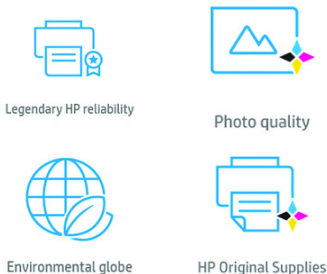 Legendary HP reliability
Photo quality
Environmental globe
HP Original Supplies